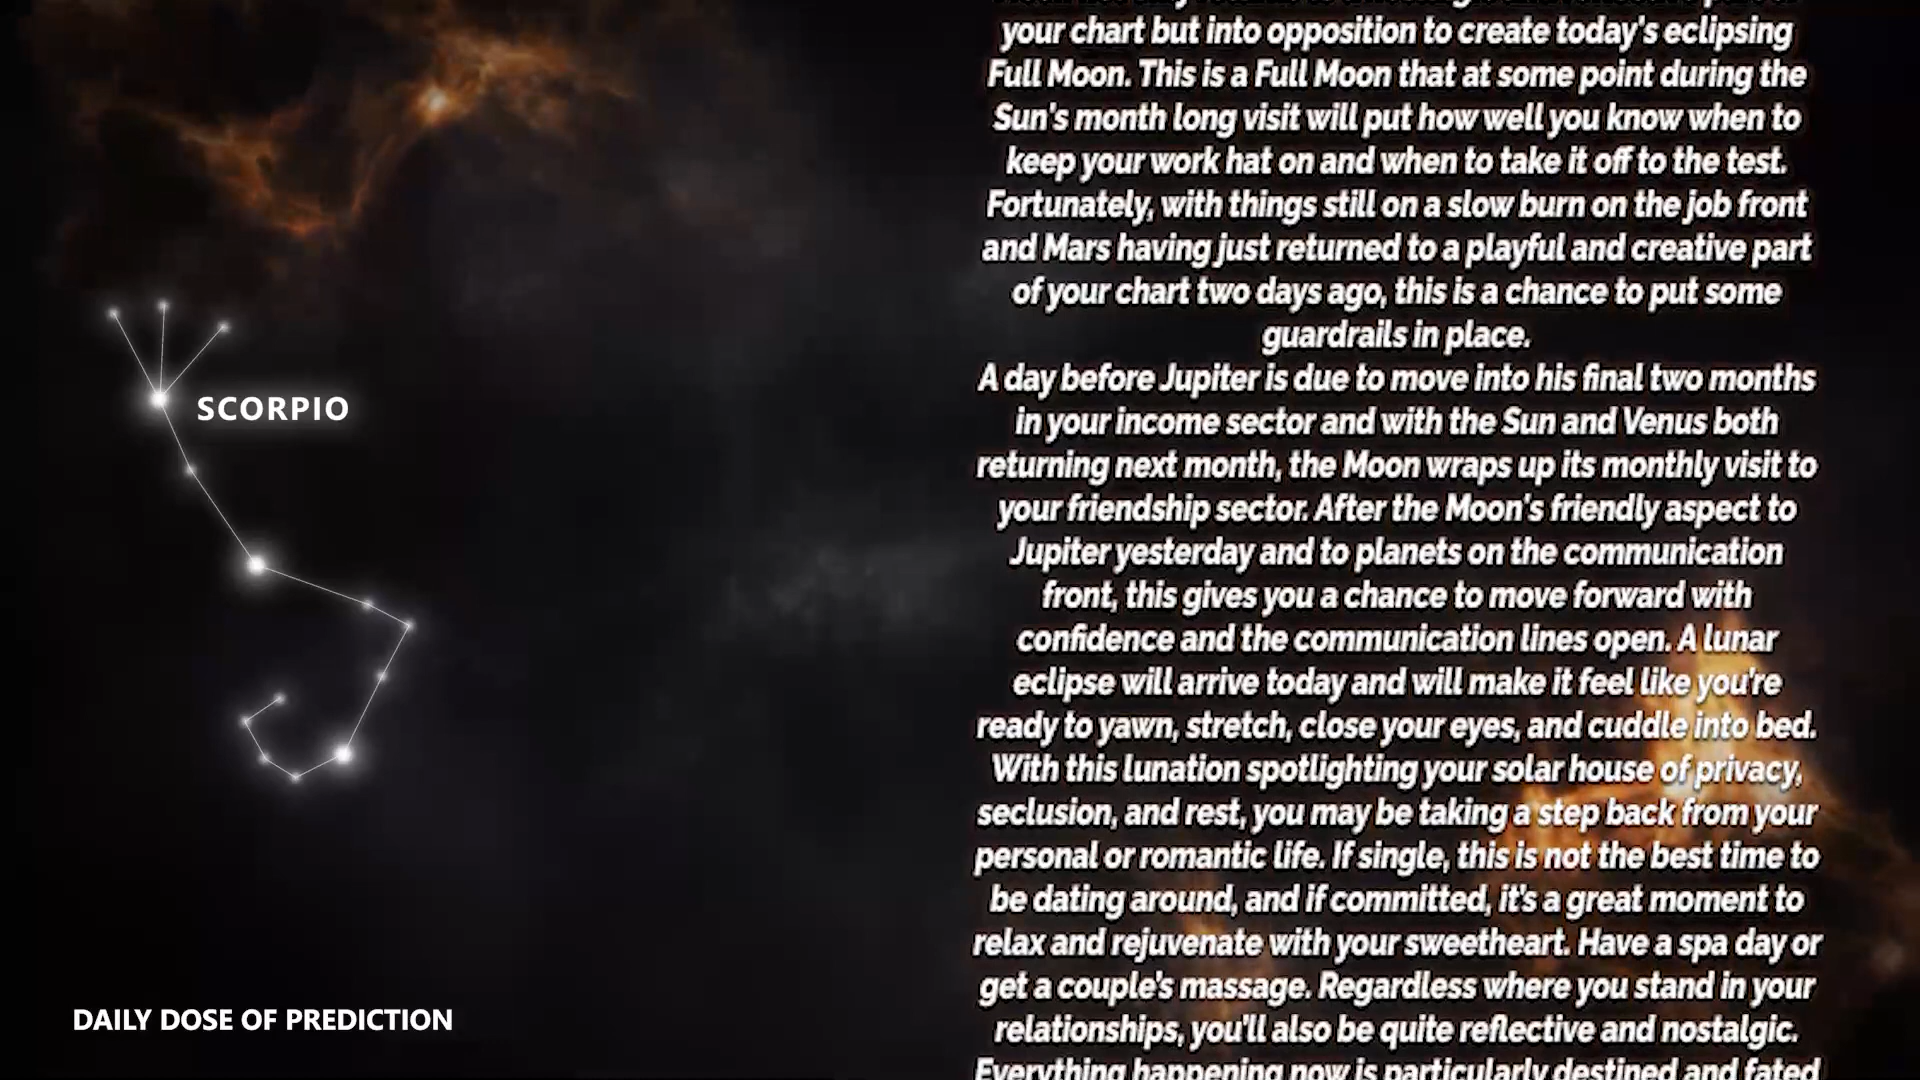 your chart but into opposition to create today's eclipsing
Full Moon. This is a Full Moon that at some point during the
Sun's month long visit will put how well you know when to
keep your work hat on and when to take it off to the test.
Fortunately, with things still on a slow burn on the job front
and Mars having just returned to a playful and creative part
of your chart two days ago, this is a chance to put some
guardrails in place.
A day before Jupiter is due to move into his final two months
in your income sector and with the Sun and Venus both
returning next month, the Moon wraps up its monthly visit to
your friendship sector. After the Moon's friendly aspect to
Jupiter yesterday and to planets on the communication
front, this gives you a chance to move forward with
confidence and the communication lines open. A lunar
eclipse will arrive today and will make it feel like you're
ready to yawn, stretch, close your eyes, and cuddle into bed.
With this lunation spotlighting your solar house of privacy,
seclusion, and rest, you may be taking a step back from your
personal or romantic life. If single, this is not the best time to
be dating around, and if committed, it's a great moment to
relax and rejuvenate with your sweetheart. Have a spa day or
get a couple's massage. Regardless where you stand in your
relationships, you'll also be quite reflective and nostalgic.
Everything happening now is particularly destined and fated
SCORPIO
DAILY DOSE OF PREDICTION